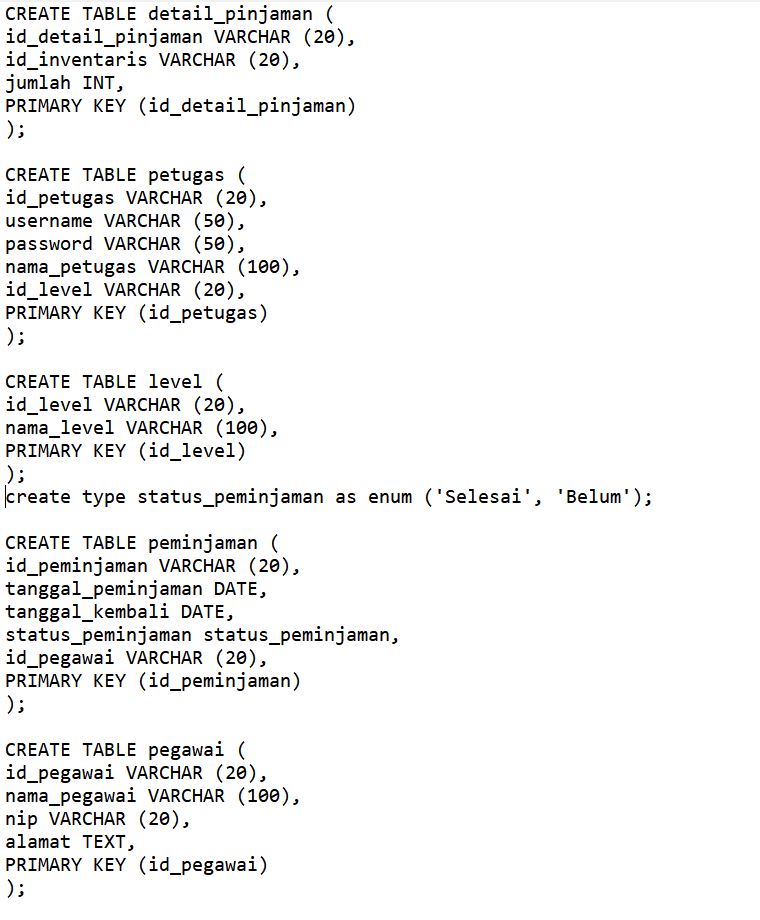 CREATE TABLE detail_pinjaman (
id_detail_pinjaman VARCHAR (20),
id_inventaris VARCHAR (20),
jumlah INT,
PRIMARY KEY (id_detail_pinjaman)
);
CREATE TABLE petugas (
id_petugas VARCHAR (20),
username VARCHAR (50),
password VARCHAR (50),
nama_petugas VARCHAR (100),
id_level VARCHAR (20),
PRIMARY KEY (id_petugas)
);
CREATE TABLE level (
id_level VARCHAR (20),
nama_level VARCHAR (100),
PRIMARY KEY (id_level)
);
create type status_peminjaman as enum ('Selesai', 'Belum');
CREATE TABLE peminjaman (
id_peminjaman VARCHAR (20),
tanggal_peminjaman DATE,
tanggal_kembali DATE,
status_peminjaman status_peminjaman,
id_pegawai VARCHAR (20),
PRIMARY KEY (id_peminjaman)
);
CREATE TABLE pegawai (
id_pegawai VARCHAR (20),
nama_pegawai VARCHAR (100),
nip VARCHAR (20),
alamat TEXT,
PRIMARY KEY (id_pegawai)
);